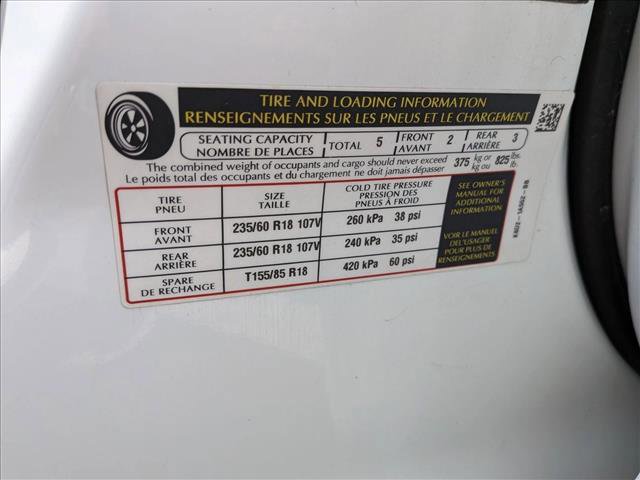 TIRE AND LOADING INFORMATION
RENSEIGNEMENTS SUR LES PNEUS ET LE CHARGEMENT
SEATING CAPACITY
NOMBRE DE PLACES
TOTAL 5
FRONT
AVANT 2
REAR
ARRIÈRE 3
The combined weight of occupants and cargo should never exceed 375 kg or 825 lbs.
Le poids total des occupants et du chargement ne doit jamais dépasser kg ou lb.
TIRE
PNEU
SIZE
TAILLE
COLD TIRE PRESSURE
PRESSION DES
PNEUS À FROID
FRONT
AVANT
235/60 R18 107V
260 kPa 38 psi
REAR
ARRIÈRE
235/60 R18 107V
240 kPa 35 psi
SPARE
DE RECHANGE
T155/85 R18
420 kPa 60 psi
SEE OWNER'S
MANUAL FOR
ADDITIONAL
INFORMATION
VOIR LE MANUEL
DE L'USAGER
POUR PLUS DE
RENSEIGNEMENTS